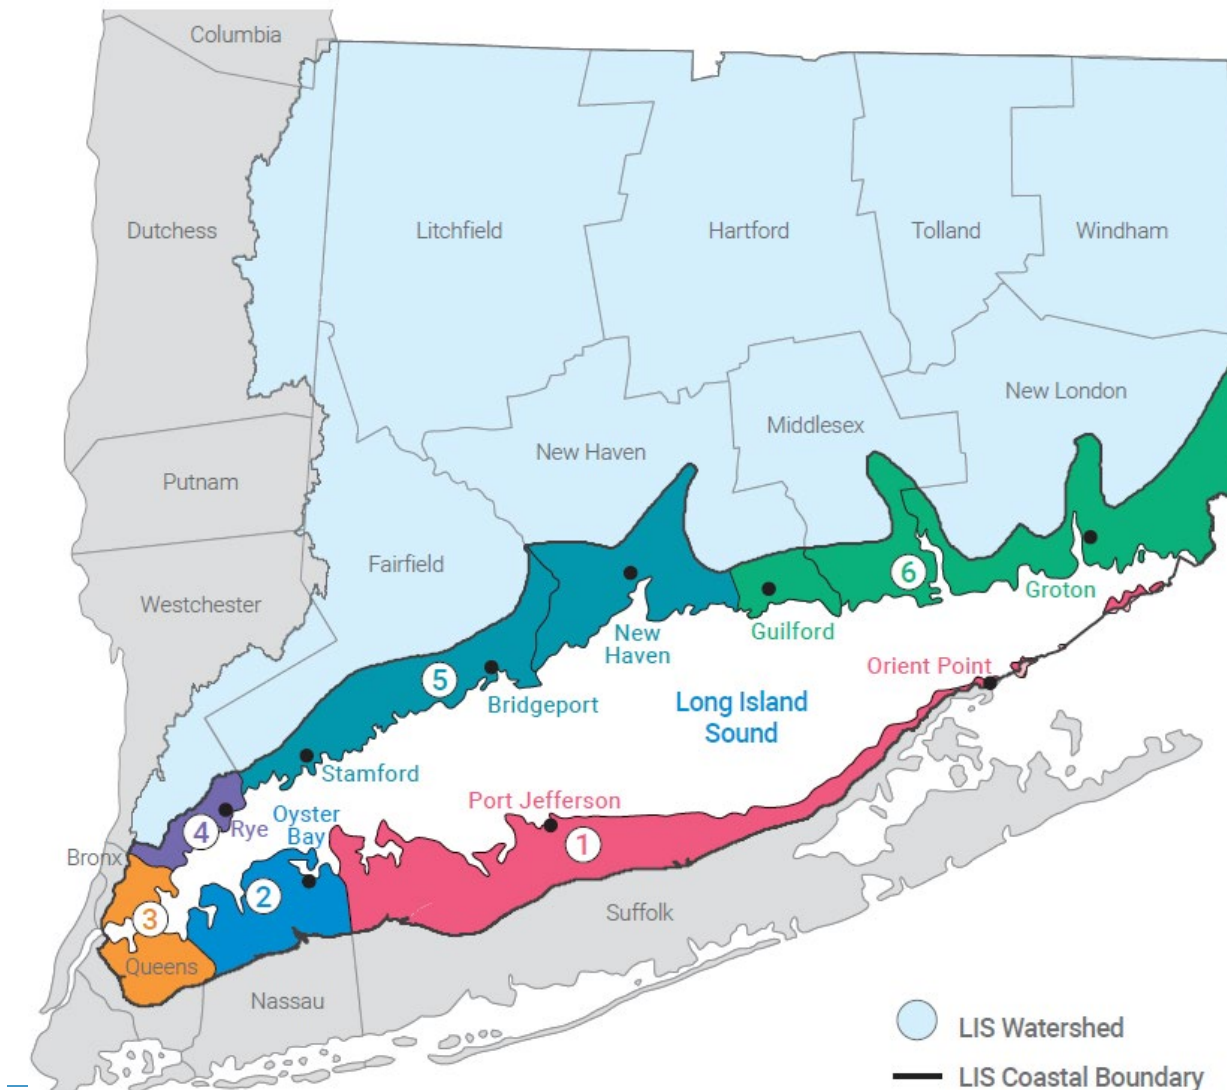 Columbia
Dutchess
Litchfield
Hartford
Tolland
Windham
New London
Middlesex
New Haven
Putnam
Fairfield
Westchester
6
Groton
Guilford
New
Haven
Orient Point
5
Bridgeport
Long Island
Sound
Stamford
Port Jefferson
Oyster
Bay
4
Rye
1
Bronx
2
3
Suffolk
Queens
Nassau
LIS Watershed
LIS Coastal Boundary